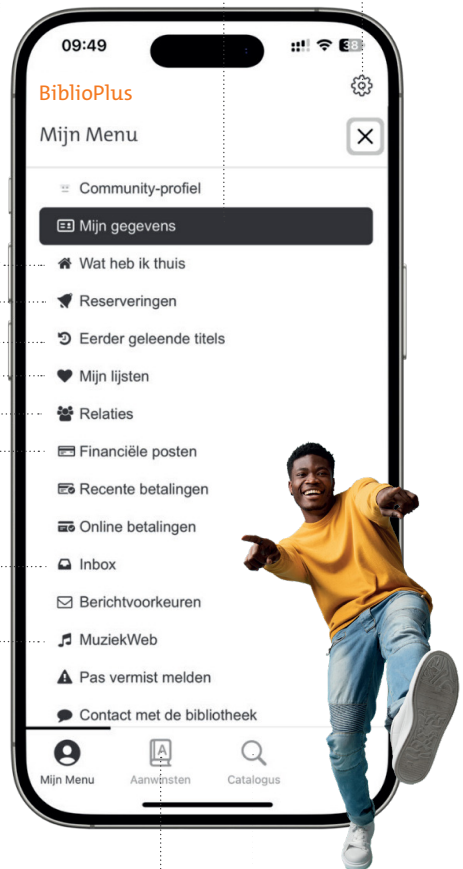 09:49
38
BiblioPlus
Mijn Menu
Community-profiel
Mijn gegevens
Wat heb ik thuis
Reserveringen
Eerder geleende titels
Mijn lijsten
Relaties
Financiële posten
Recente betalingen
Online betalingen
Inbox
Berichtvoorkeuren
MuziekWeb
Pas vermist melden
Contact met de bibliotheek
A
Mijn Menu
Aanwinsten
Catalogus